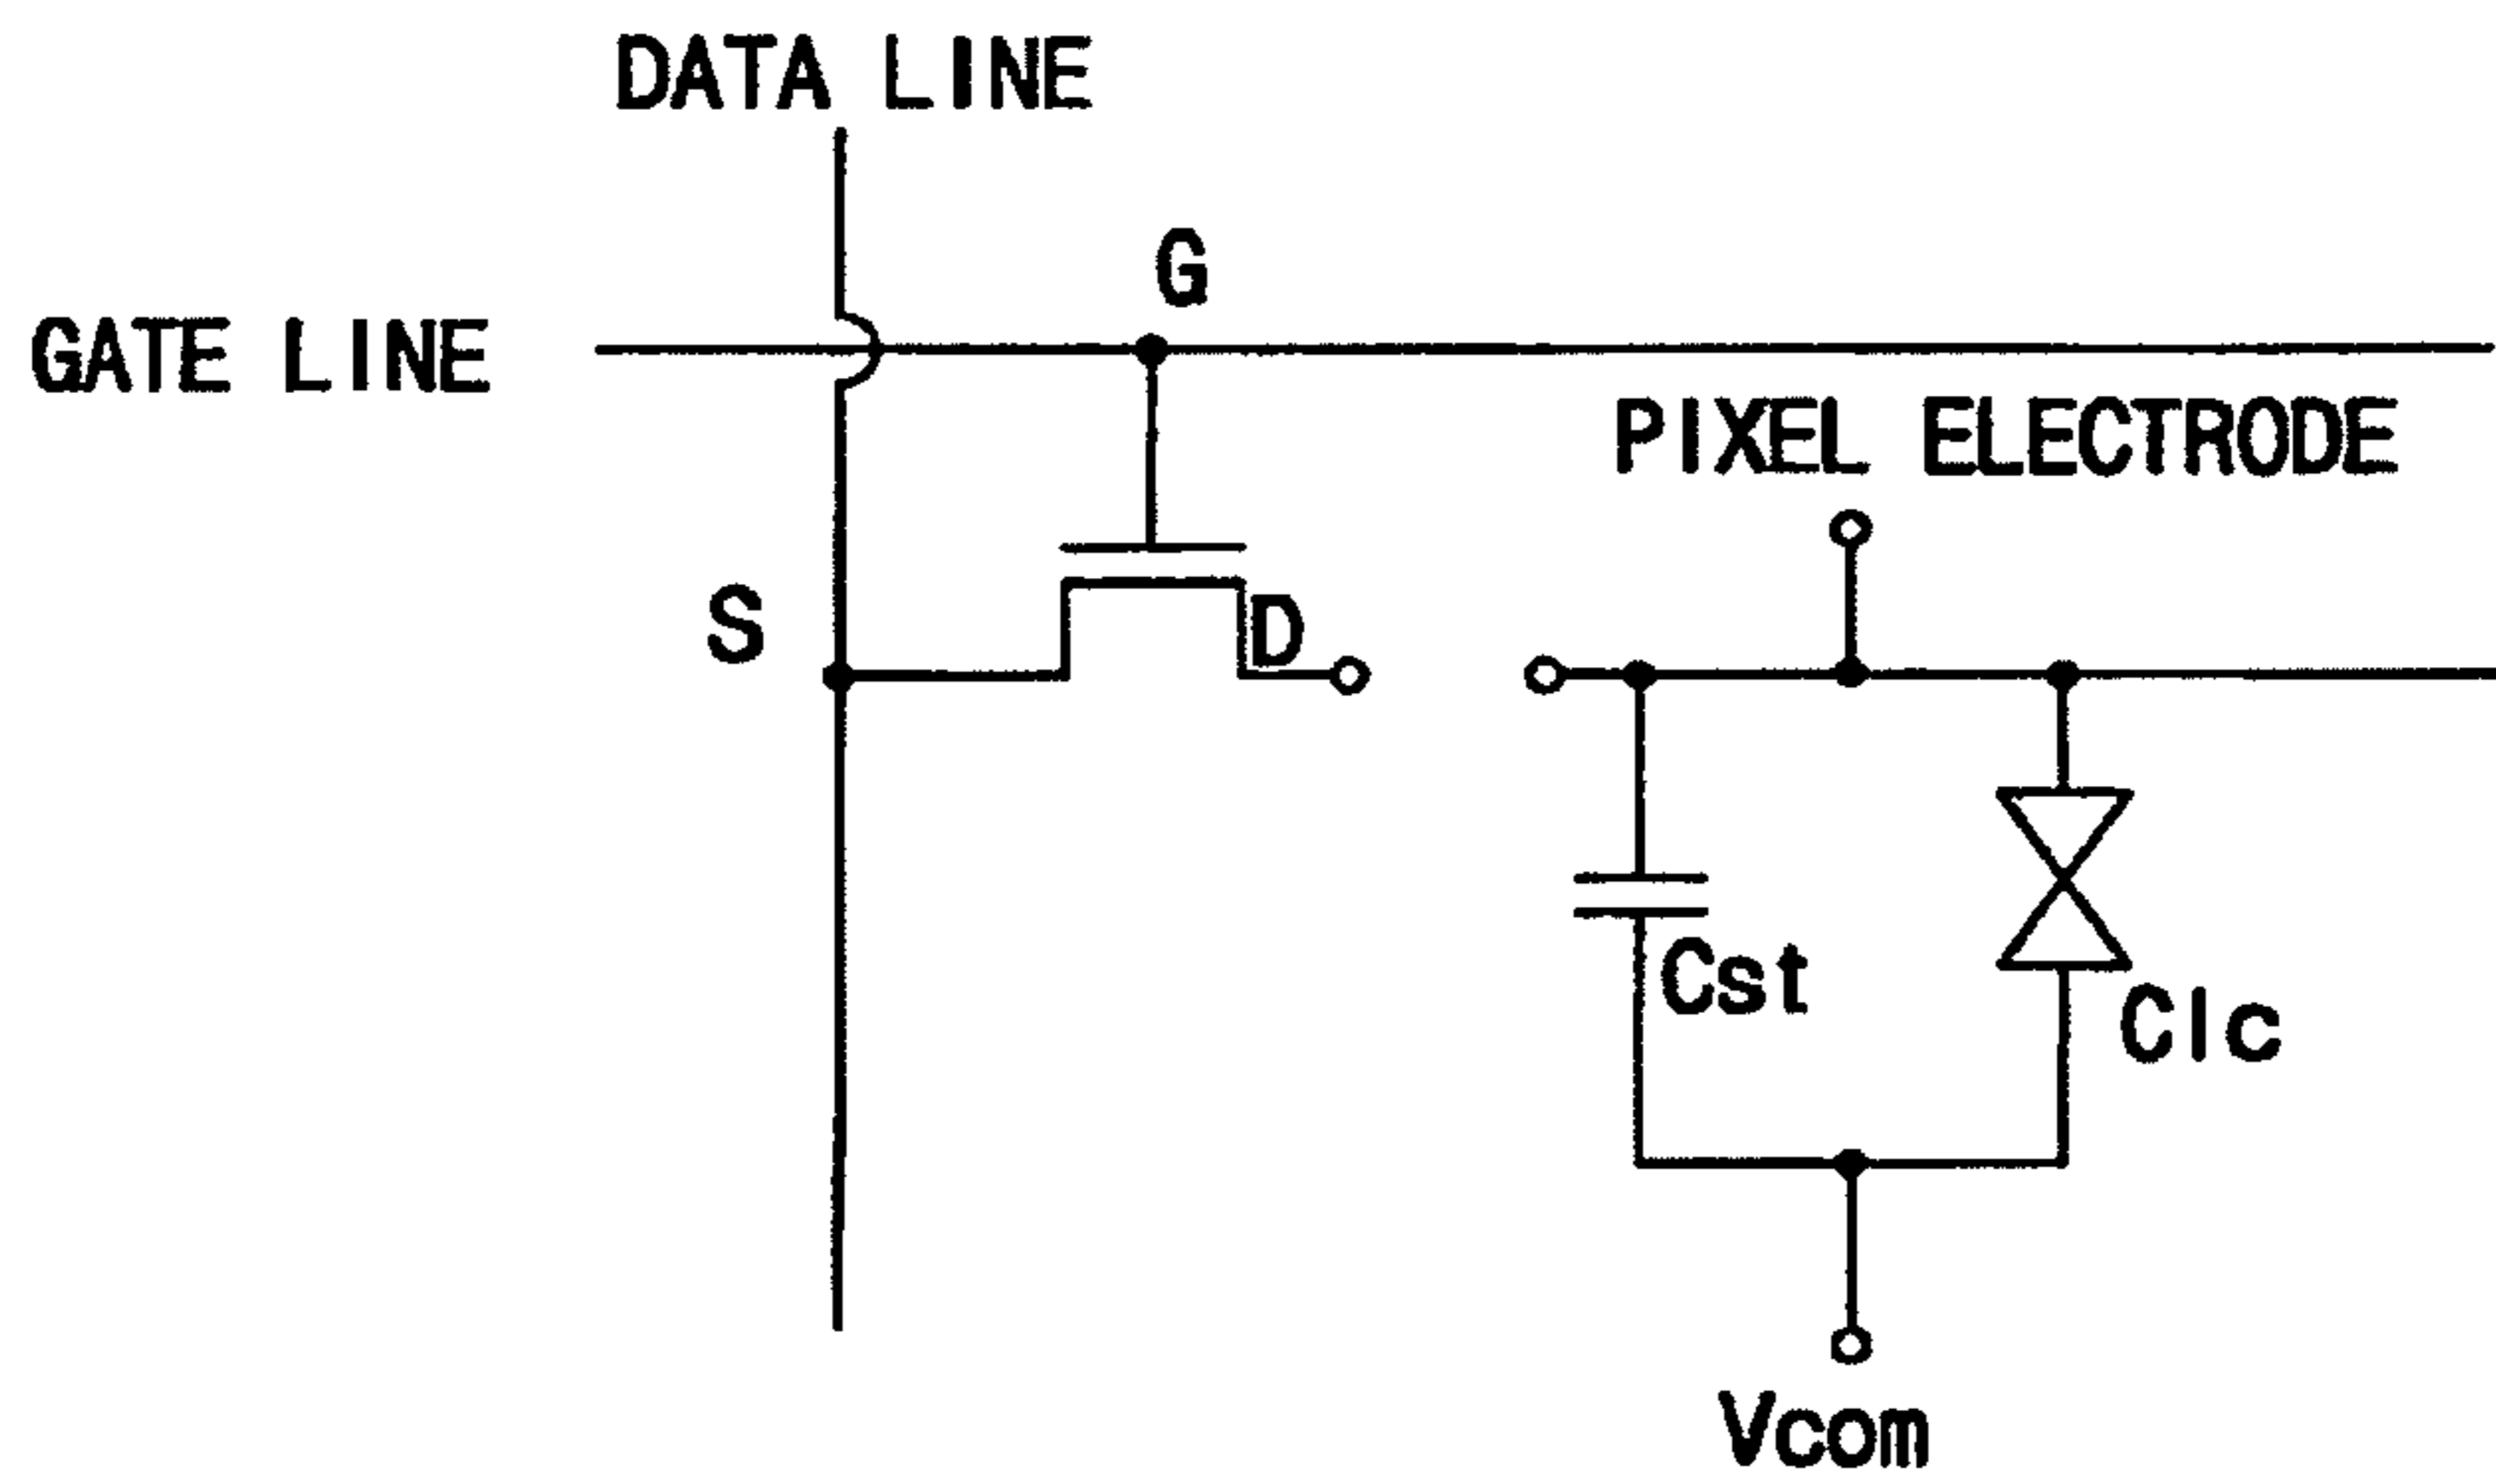 DATA LINE
G
GATE LINE
PIXEL ELECTRODE
S
D
Cst
Clc
Vcom